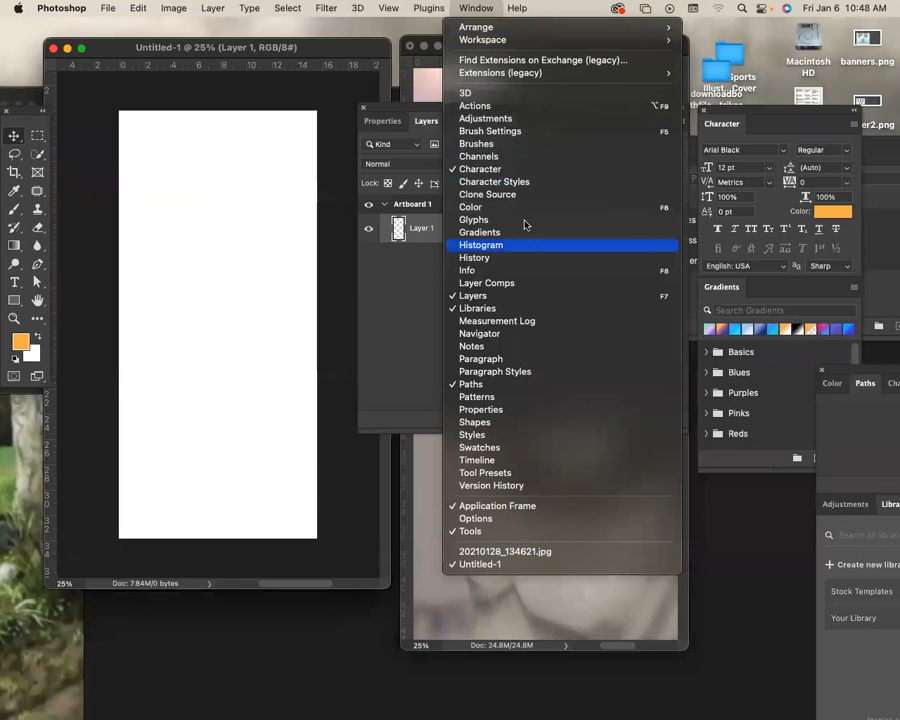 Photoshop File Edit Image Layer Type Select Filter 3D View Plugins Window Help
Fri Jan 6 10:48 AM
Untitled-1 @ 25% (Layer 1, RGB/8#)
25% Doc: 7.84M/0 bytes
Properties Layers
Kind
Normal
Lock:
Artboard 1
Layer 1
Arrange
Workspace
Find Extensions on Exchange (legacy)...
Extensions (legacy)
3D
Actions ⌥F9
Adjustments
Brush Settings F5
Brushes
Channels
Character
Character Styles
Clone Source
Color F6
Glyphs
Gradients
Histogram
History
Info F8
Layer Comps
Layers F7
Libraries
Measurement Log
Navigator
Notes
Paragraph
Paragraph Styles
Paths
Patterns
Properties
Shapes
Styles
Swatches
Timeline
Tool Presets
Version History
Application Frame
Options
Tools
20210128_134621.jpg
Untitled-1
25% Doc: 24.8M/24.8M
Sports
Illust... Cover
Macintosh
HD
banners.png
Character
Arial Black Regular
12 pt (Auto)
Metrics 0
100% 100%
0 pt Color:
English: USA Sharp
Gradients
Search Gradients
Basics
Blues
Purples
Pinks
Reds
Color Paths
Adjustments
Create new
Stock Templates
Your Library